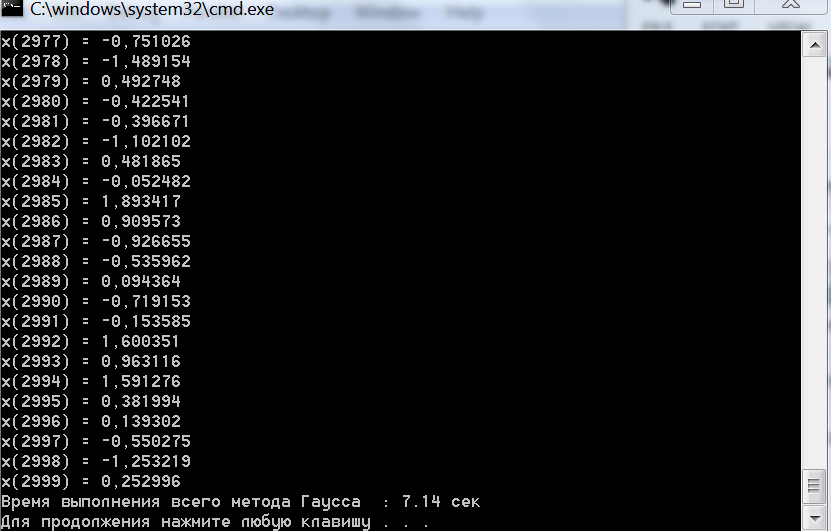 C:\windows\system32\cmd.exe
Window Help
x(2977) = -0,751026
x(2978) = -1,489154
x(2979) = 0,492748
x(2980) = -0,422541
x(2981) = -0,396671
x(2982) = -1,102102
x(2983) = 0,481865
x(2984) = -0,052482
x(2985) = 1,893417
x(2986) = 0,909573
x(2987) = -0,926655
x(2988) = -0,535962
x(2989) = 0,094364
x(2990) = -0,719153
x(2991) = -0,153585
x(2992) = 1,600351
x(2993) = 0,963116
x(2994) = 1,591276
x(2995) = 0,381994
x(2996) = 0,139302
x(2997) = -0,550275
x(2998) = -1,253219
x(2999) = 0,252996
Время выполнения всего метода Гаусса : 7.14 сек
Для продолжения нажмите любую клавишу . . .